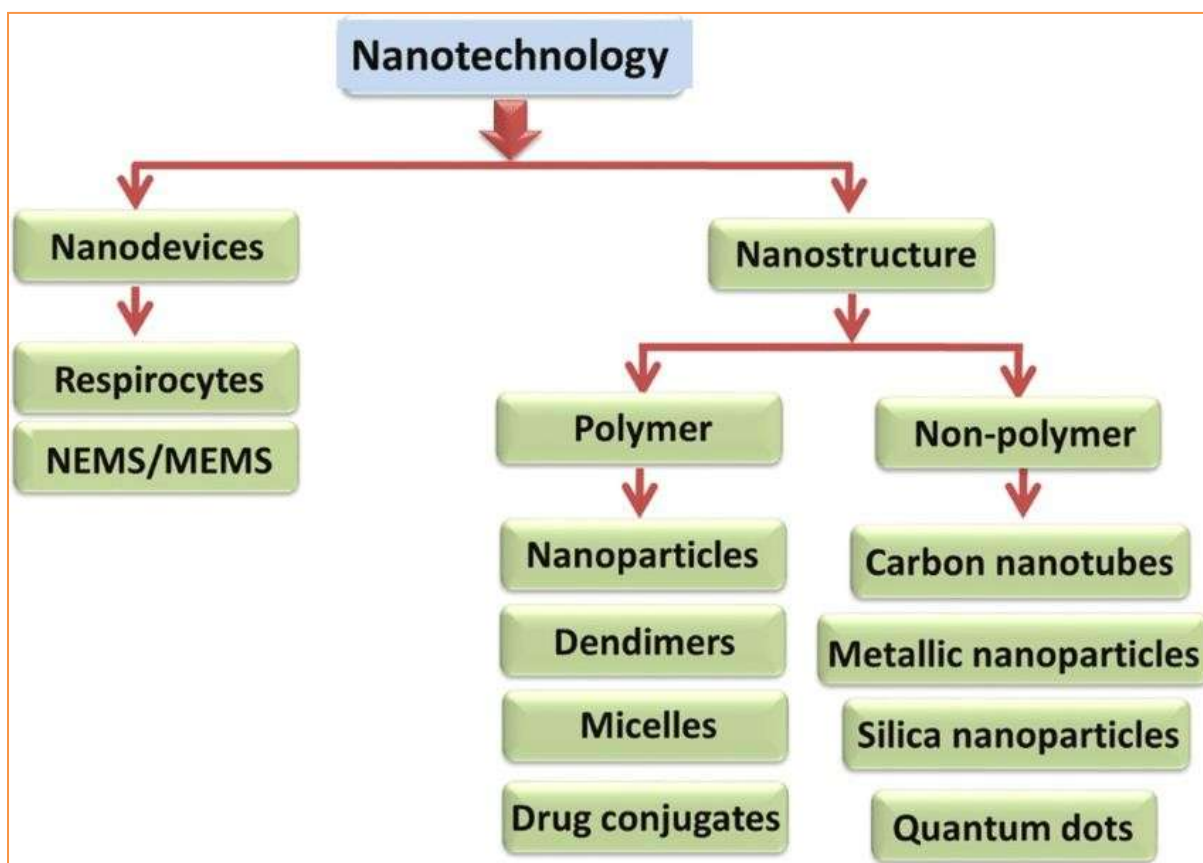 Nanotechnology
Nanodevices
Nanostructure
Respirocytes
NEMS/MEMS
Polymer
Non-polymer
Nanoparticles
Carbon nanotubes
Dendimers
Metallic nanoparticles
Micelles
Silica nanoparticles
Drug conjugates
Quantum dots